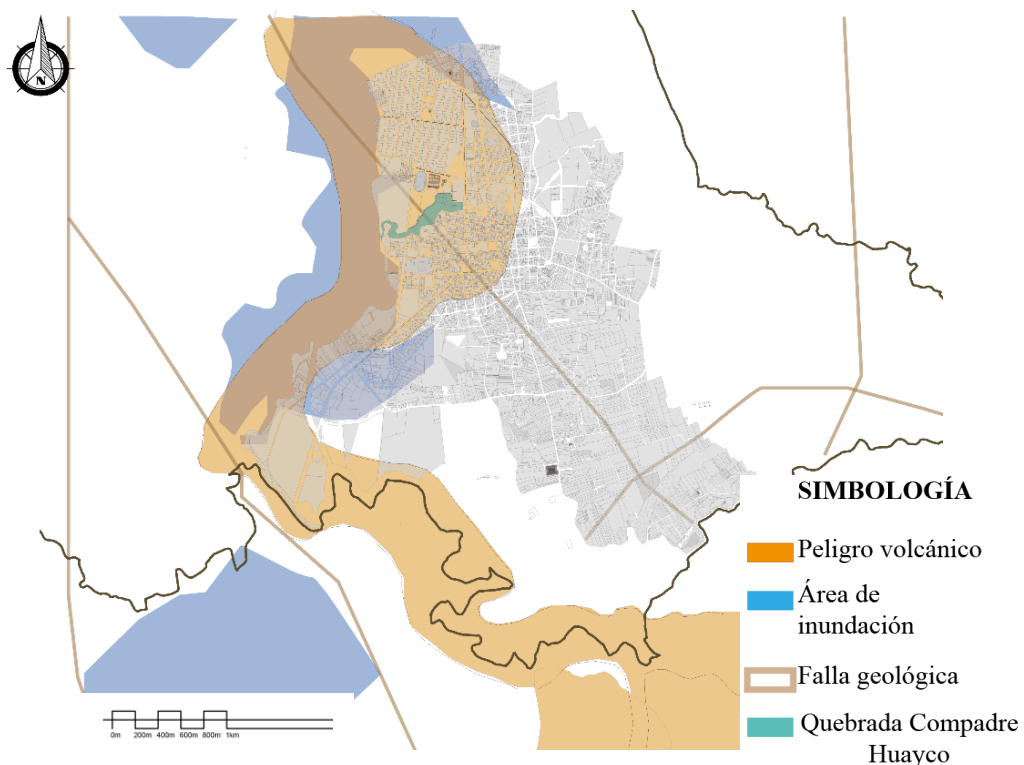 N
SIMBOLOGÍA
Peligro volcánico
Área de
inundación
Falla geológica
Quebrada Compadre
Huayco
0m 200m 400m 600m 800m 1km